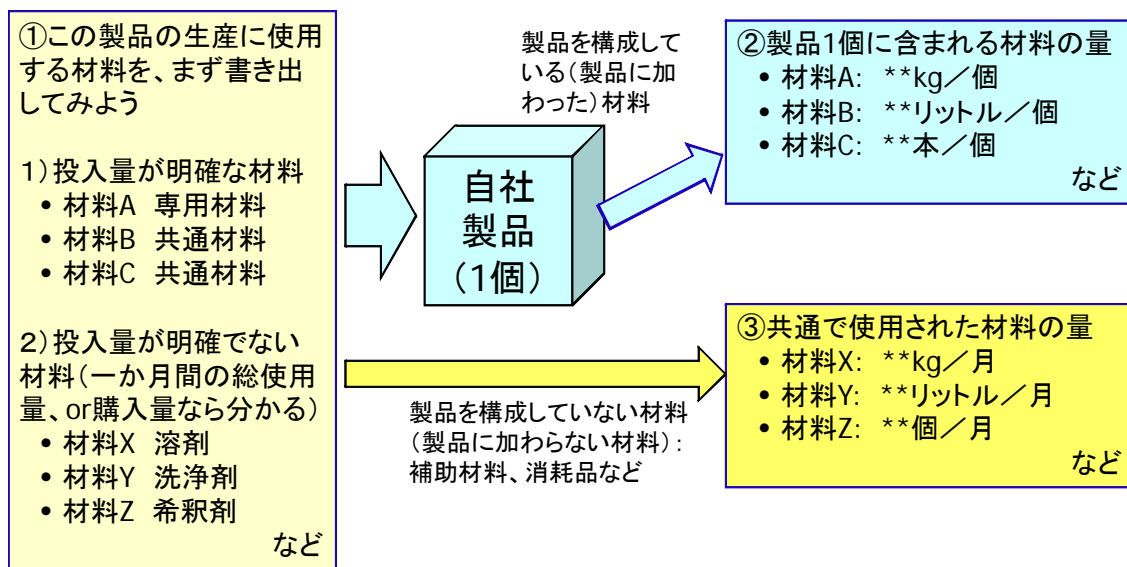 ①この製品の生産に使用
する材料を、まず書き出
してみよう
1）投入量が明確な材料
• 材料A 専用材料
• 材料B 共通材料
• 材料C 共通材料
２）投入量が明確でない
材料（一か月間の総使用
量、or購入量なら分かる）
• 材料X 溶剤
• 材料Y 洗浄剤
• 材料Z 希釈剤
など
製品を構成して
いる（製品に加
わった）材料
自社
製品
（1個）
②製品1個に含まれる材料の量
• 材料A: **kg／個
• 材料B: **リットル／個
• 材料C: **本／個
など
製品を構成していない材料
（製品に加わらない材料）：
補助材料、消耗品など
③共通で使用された材料の量
• 材料X: **kg／月
• 材料Y: **リットル／月
• 材料Z: **個／月
など